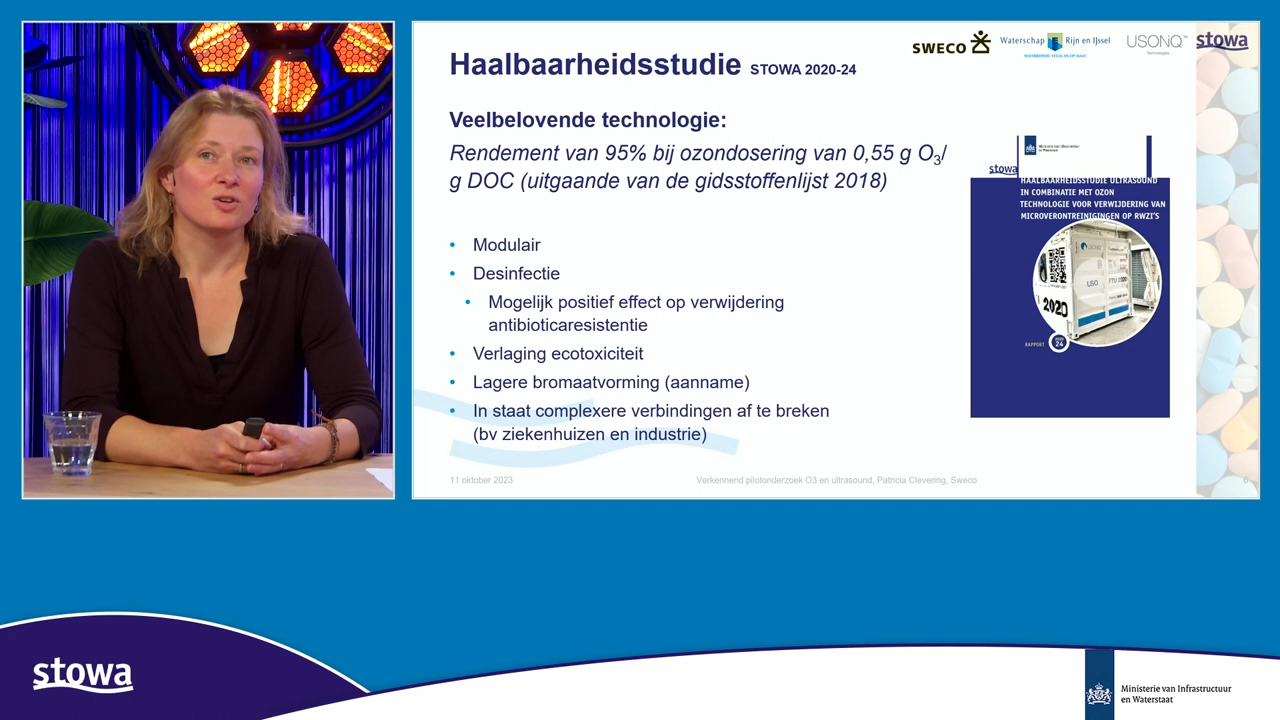 Haalbaarheidsstudie STOWA 2020-24
SWECO
Waterschap Rijn en IJssel
USONiQ™
Technologies
stowa
Veelbelovende technologie:
Rendement van 95% bij ozondosering van 0,55 g O₃/
g DOC (uitgaande van de gidsstoffenlijst 2018)
Modulair
Desinfectie
Mogelijk positief effect op verwijdering
antibioticaresistentie
Verlaging ecotoxiciteit
Lagere bromaatvorming (aanname)
In staat complexere verbindingen af te breken
(bv ziekenhuizen en industrie)
stowa
HAALBAARHEIDSSTUDIE ULTRASOUND
IN COMBINATIE MET OZON
TECHNOLOGIE VOOR VERWIJDERING VAN
MICROVERONTREINIGINGEN OP RWZI'S
USO
2020
RAPPORT
24
11 oktober 2023
Verkennend pilotonderzoek O3 en ultrasound, Patricia Clevering, Sweco
6
stowa
Ministerie van Infrastructuur
en Waterstaat